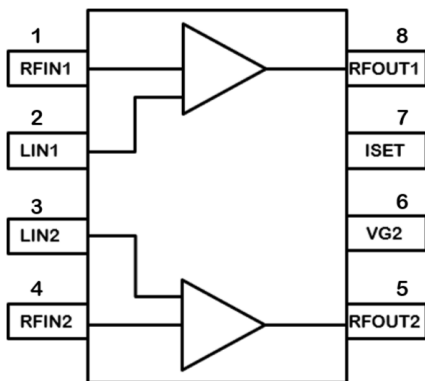 1 8
RFIN1 RFOUT1
2 7
LIN1 ISET
3 6
LIN2 VG2
4 5
RFIN2 RFOUT2